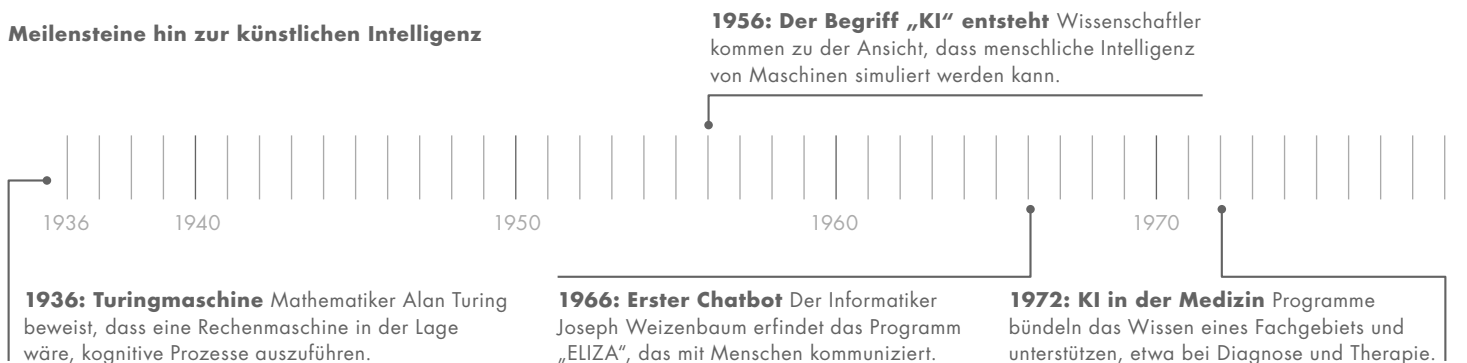 Meilensteine hin zur künstlichen Intelligenz
1956: Der Begriff „KI“ entsteht Wissenschaftler
kommen zu der Ansicht, dass menschliche Intelligenz
von Maschinen simuliert werden kann.
1936 1940 1950 1960 1970
1936: Turingmaschine Mathematiker Alan Turing
beweist, dass eine Rechenmaschine in der Lage
wäre, kognitive Prozesse auszuführen.
1966: Erster Chatbot Der Informatiker
Joseph Weizenbaum erfindet das Programm
„ELIZA“, das mit Menschen kommuniziert.
1972: KI in der Medizin Programme
bündeln das Wissen eines Fachgebiets und
unterstützen, etwa bei Diagnose und Therapie.